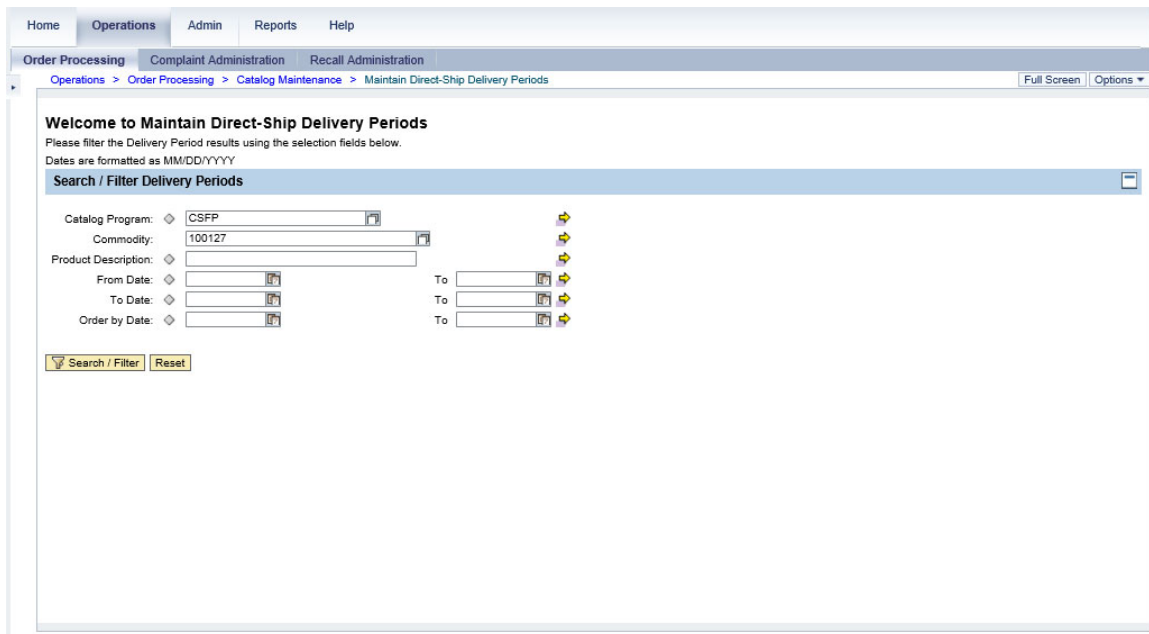 Home Operations Admin Reports Help
Order Processing Complaint Administration Recall Administration
Operations > Order Processing > Catalog Maintenance > Maintain Direct-Ship Delivery Periods Full Screen Options
Welcome to Maintain Direct-Ship Delivery Periods
Please filter the Delivery Period results using the selection fields below.
Dates are formatted as MM/DD/YYYY
Search / Filter Delivery Periods
Catalog Program: CSFP
Commodity: 100127
Product Description:
From Date: To
To Date: To
Order by Date: To
Search / Filter Reset